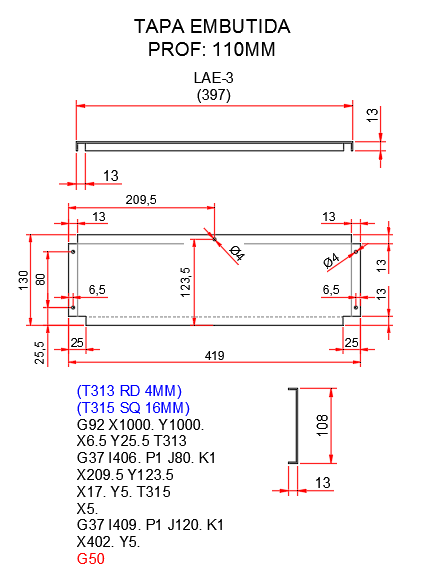 TAPA EMBUTIDA
PROF: 110MM
LAE-3
(397)
13
13
209,5
13
13
Ø4
Ø4
130
80
123,5
13
6,5
6,5
13
25,5
25
25
419
(T313 RD 4MM)
(T315 SQ 16MM)
G92 X1000. Y1000.
X6.5 Y25.5 T313
G37 I406. P1 J80. K1
X209.5 Y123.5
X17. Y5. T315
X5.
G37 I409. P1 J120. K1
X402. Y5.
G50
108
13